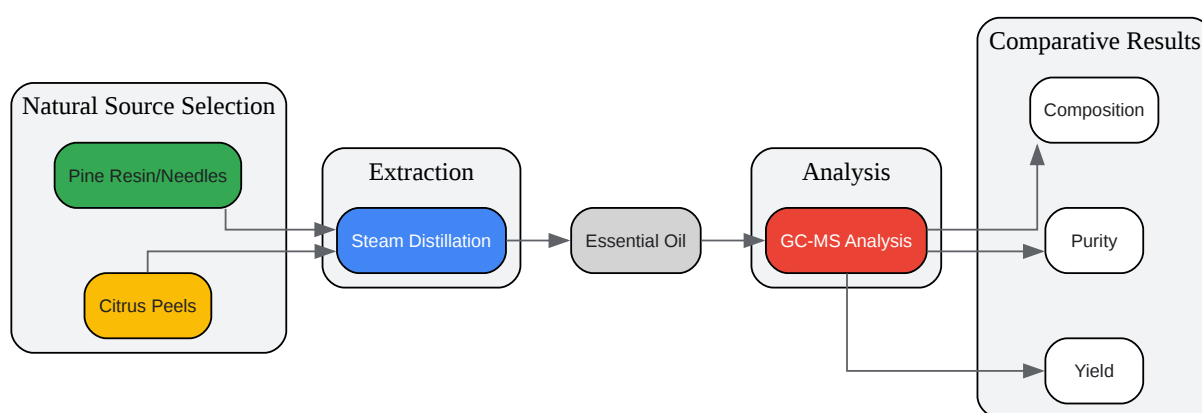 Natural Source Selection
Pine Resin/Needles
Citrus Peels
Extraction
Steam Distillation
Essential Oil
Analysis
GC-MS Analysis
Comparative Results
Composition
Purity
Yield